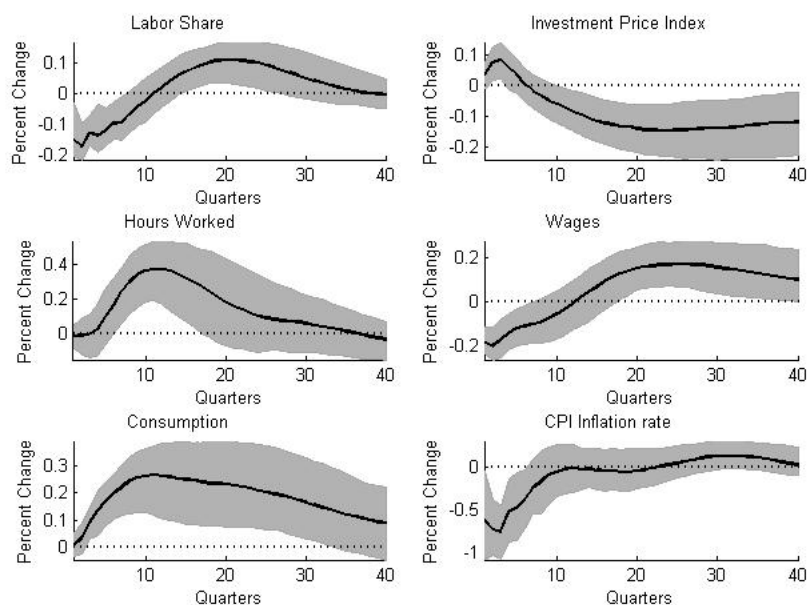 Labor Share
Percent Change
0.1
0
-0.1
-0.2
10 20 30 40
Quarters
Investment Price Index
Percent Change
0.1
0
-0.1
-0.2
10 20 30 40
Quarters
Hours Worked
Percent Change
0.4
0.2
0
10 20 30 40
Quarters
Wages
Percent Change
0.2
0
-0.2
10 20 30 40
Quarters
Consumption
Percent Change
0.3
0.2
0.1
0
10 20 30 40
Quarters
CPI Inflation rate
Percent Change
0
-0.5
-1
10 20 30 40
Quarters